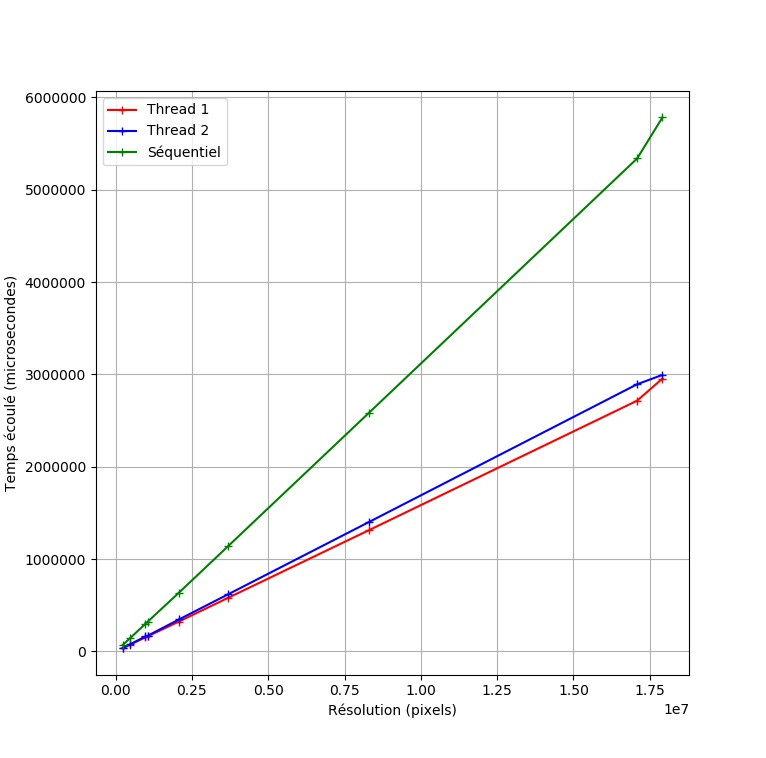 6000000
5000000
4000000
3000000
2000000
1000000
0
Temps écoulé (microsecondes)
Thread 1
Thread 2
Séquentiel
0.00 0.25 0.50 0.75 1.00 1.25 1.50 1.75
1e7
Résolution (pixels)